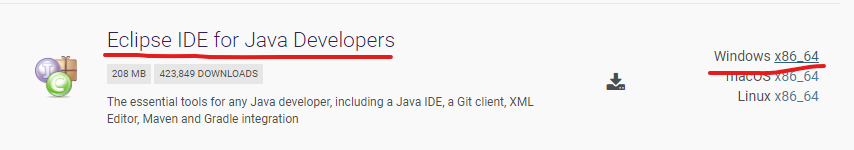 Eclipse IDE for Java Developers
208 MB 423,849 DOWNLOADS
The essential tools for any Java developer, including a Java IDE, a Git client, XML
Editor, Maven and Gradle integration
Windows x86_64
macOS x86_64
Linux x86_64